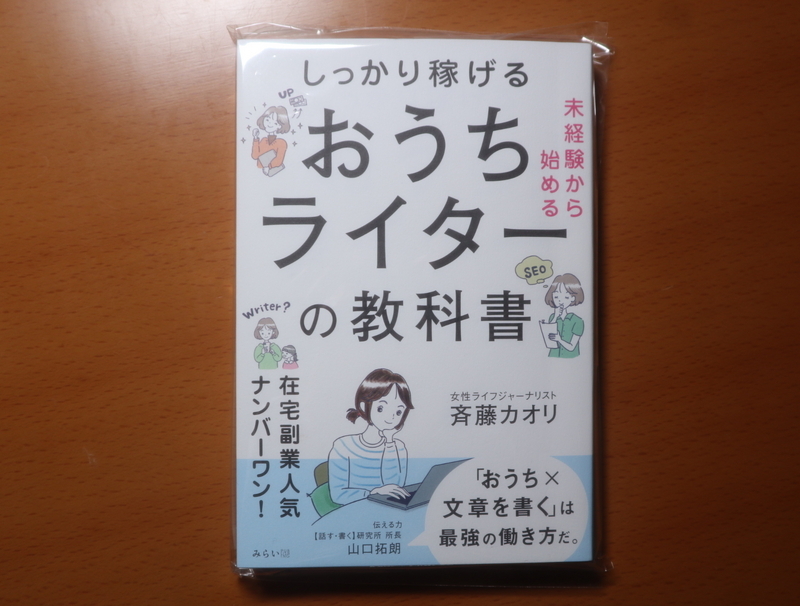 しっかり稼げる
未経験から
始める
UP
おうち
ライター
の教科書
SEO
Writer?
在宅副業人気
ナンバーワン!
女性ライフジャーナリスト
斉藤カオリ
「おうち×
文章を書く」は
最強の働き方だ。
伝える力
【話す・書く】研究所 所長
山口拓朗
みらい